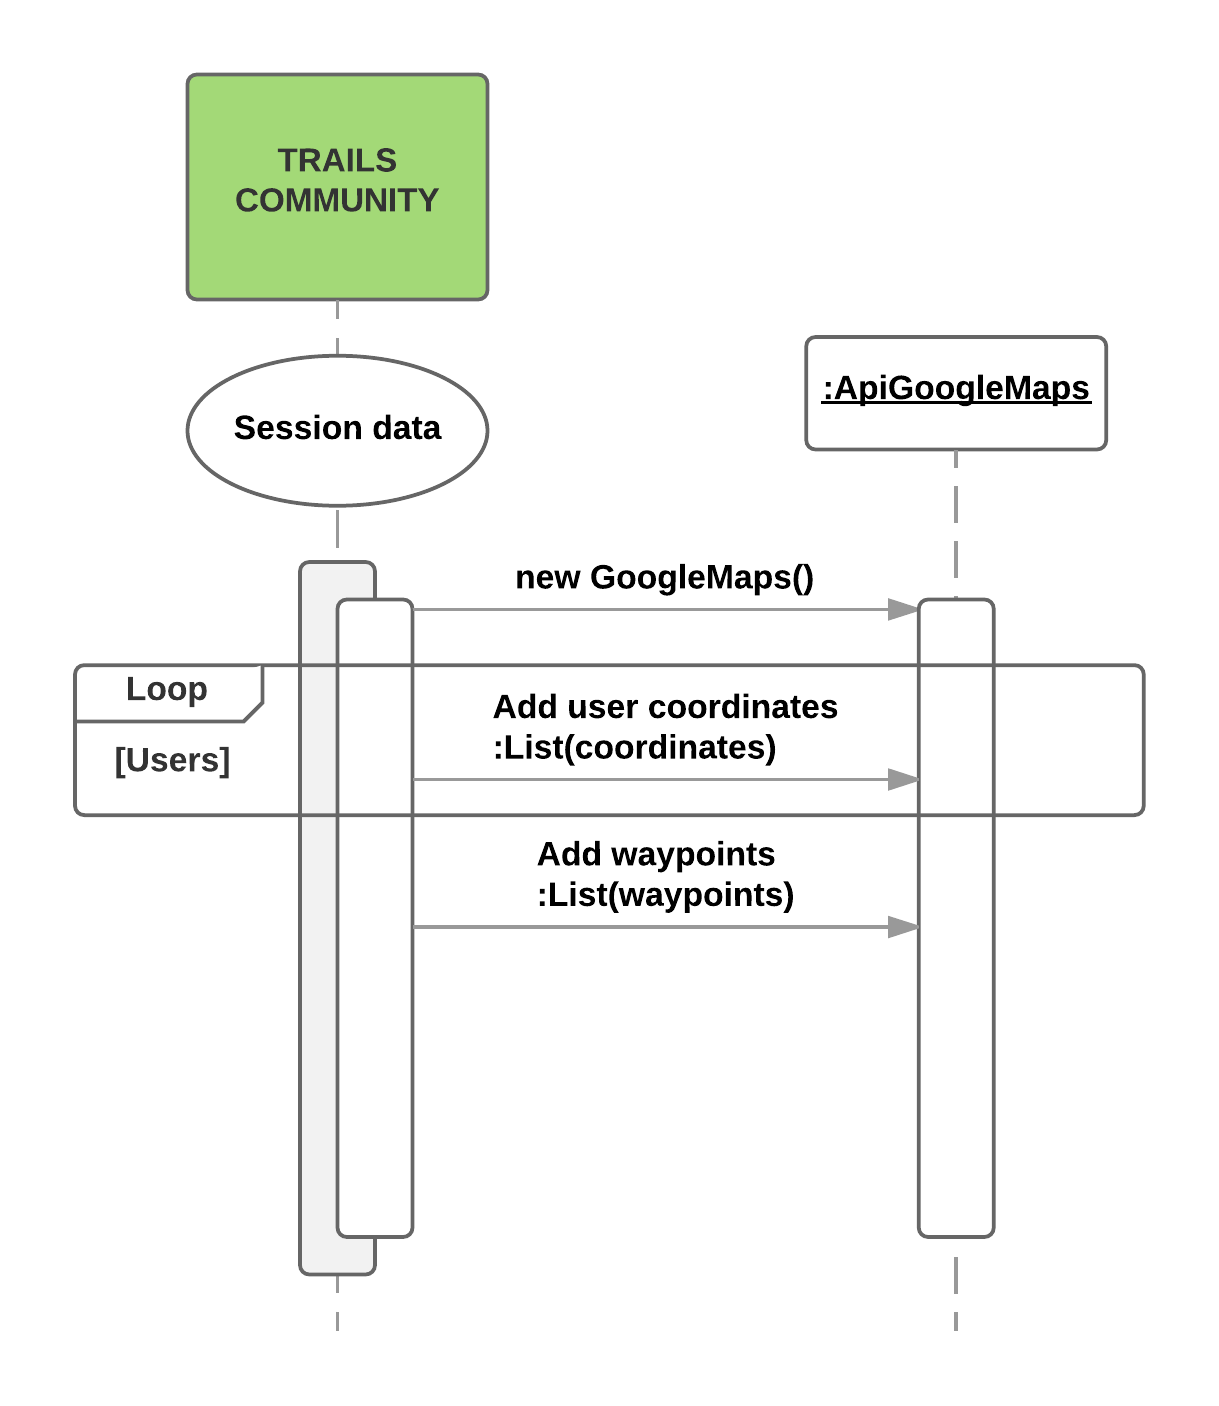 TRAILS
COMMUNITY
Session data
:ApiGoogleMaps
new GoogleMaps()
Loop
[Users]
Add user coordinates
:List(coordinates)
Add waypoints
:List(waypoints)